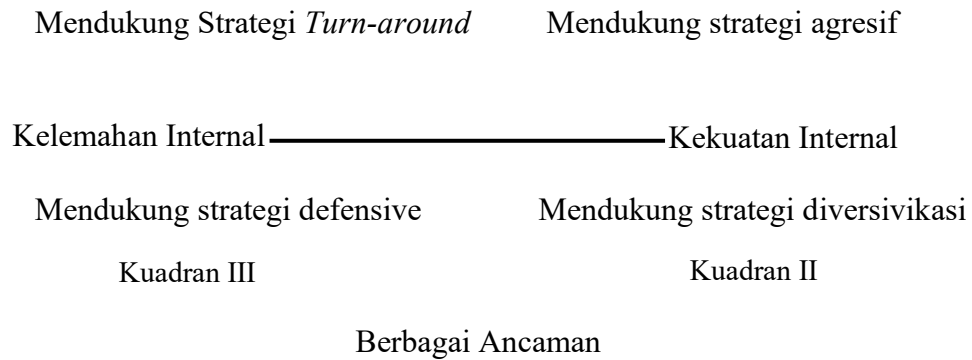 Mendukung Strategi Turn-around Mendukung strategi agresif
Kelemahan Internal Kekuatan Internal
Mendukung strategi defensive Mendukung strategi diversivikasi
Kuadran III Kuadran II
Berbagai Ancaman